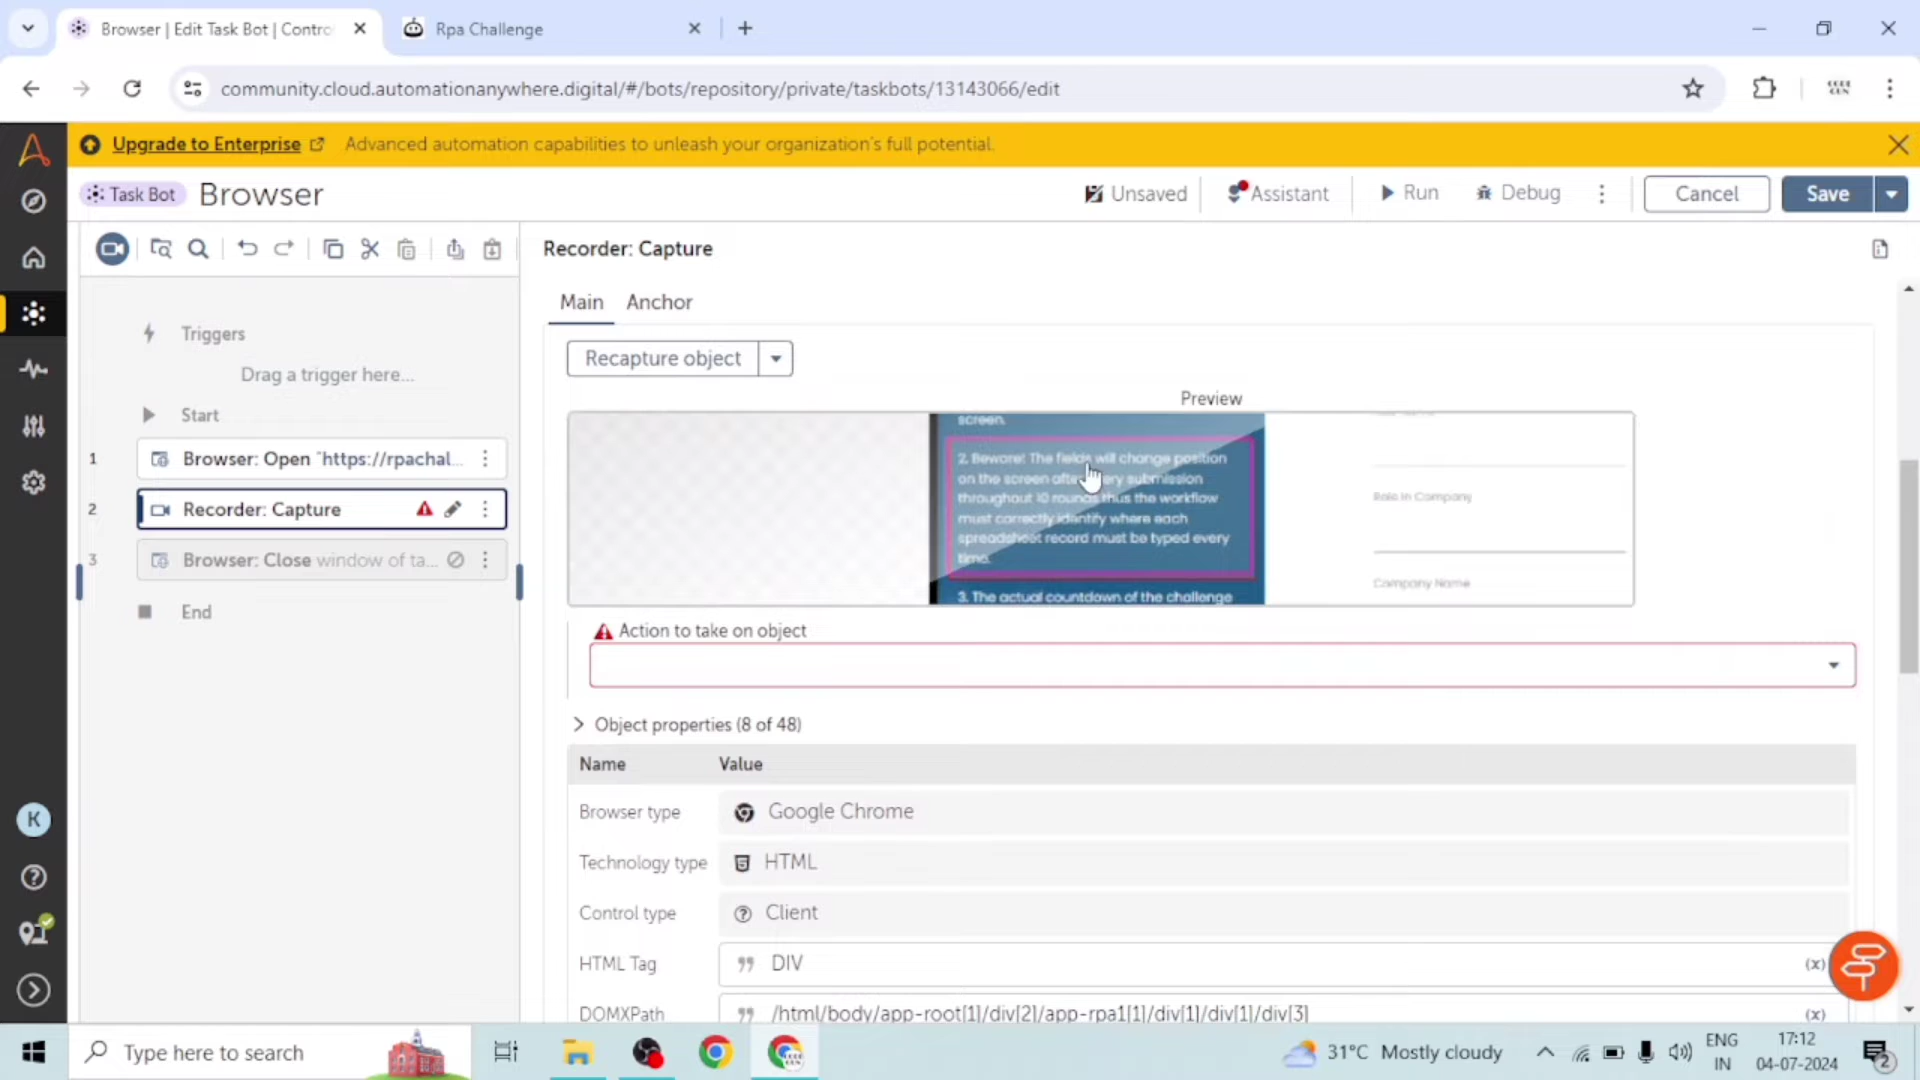 Browser | Edit Task Bot | Contro
Rpa Challenge
community.cloud.automationanywhere.digital/#/bots/repository/private/taskbots/13143066/edit
Upgrade to Enterprise
Advanced automation capabilities to unleash your organization's full potential.
Task Bot
Browser
Unsaved
Assistant
Run
Debug
Cancel
Save
Recorder: Capture
Main
Anchor
Triggers
Drag a trigger here...
Start
1
Browser: Open "https://rpachal...
2
Recorder: Capture
3
Browser: Close window of ta...
End
Recapture object
Preview
screen.
2. Beware! The fields will change position
on the screen after every submission
throughout 10 rounds thus the workflow
must correctly identify where each
spreadsheet record must be typed every
time.
3. The actual countdown of the challenge
Role in Company
Company Name
Action to take on object
Object properties (8 of 48)
Name
Value
Browser type
Google Chrome
Technology type
HTML
Control type
Client
HTML Tag
DIV
(x)
DOMXPath
/html/body/app-root[1]/div[2]/app-rpa1[1]/div[1]/div[1]/div[3]
(x)
K
Type here to search
31°C Mostly cloudy
ENG
IN
17:12
04-07-2024
2